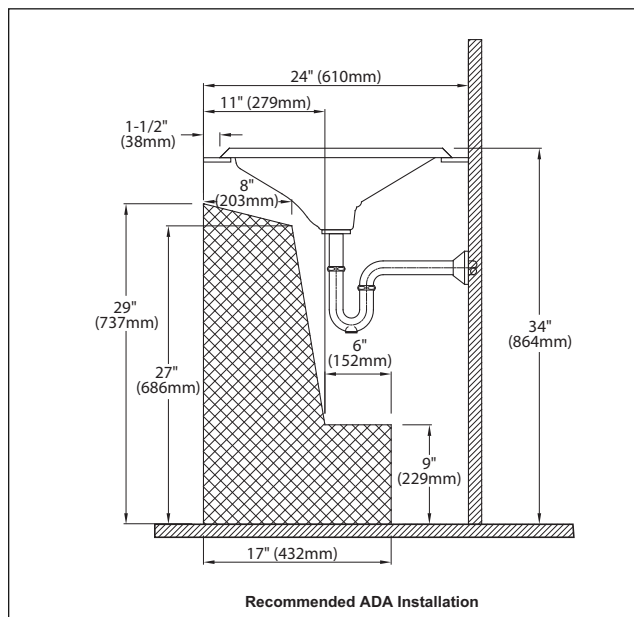 24" (610mm)
11" (279mm)
1-1/2"
(38mm)
8"
(203mm)
29"
(737mm)
27"
(686mm)
34"
(864mm)
6"
(152mm)
9"
(229mm)
17" (432mm)
Recommended ADA Installation